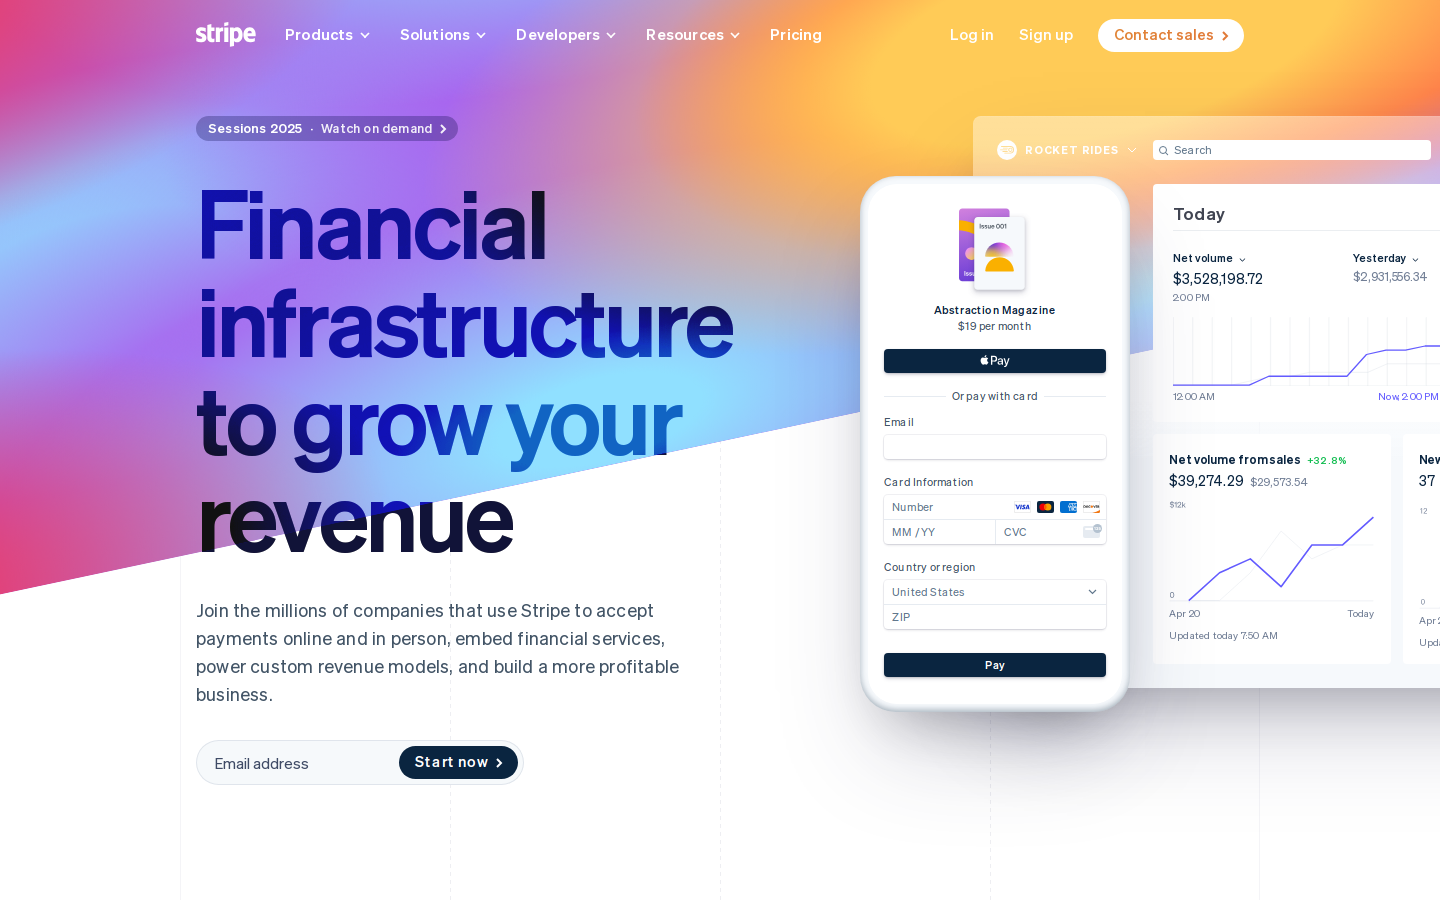 stripe
Products
Solutions
Developers
Resources
Pricing
Log in
Sign up
Contact sales
Sessions 2025 · Watch on demand
Financial
infrastructure
to grow your
revenue
Join the millions of companies that use Stripe to accept
payments online and in person, embed financial services,
power custom revenue models, and build a more profitable
business.
Email address
Start now
Issue 001
Abstraction Magazine
$19 per month
Pay
Or pay with card
Email
Card Information
Number
VISA
DISCOVER
MM / YY
CVC
Country or region
United States
ZIP
Pay
ROCKET RIDES
Search
Today
Net volume
$3,528,198.72
2:00 PM
Yesterday
$2,931,556.34
12:00 AM
Now, 2:00 PM
Net volume from sales +32.8%
$39,274.29 $29,573.54
$12k
0
Apr 20
Today
Updated today 7:50 AM
New
37
12
0
Apr 2
Upda